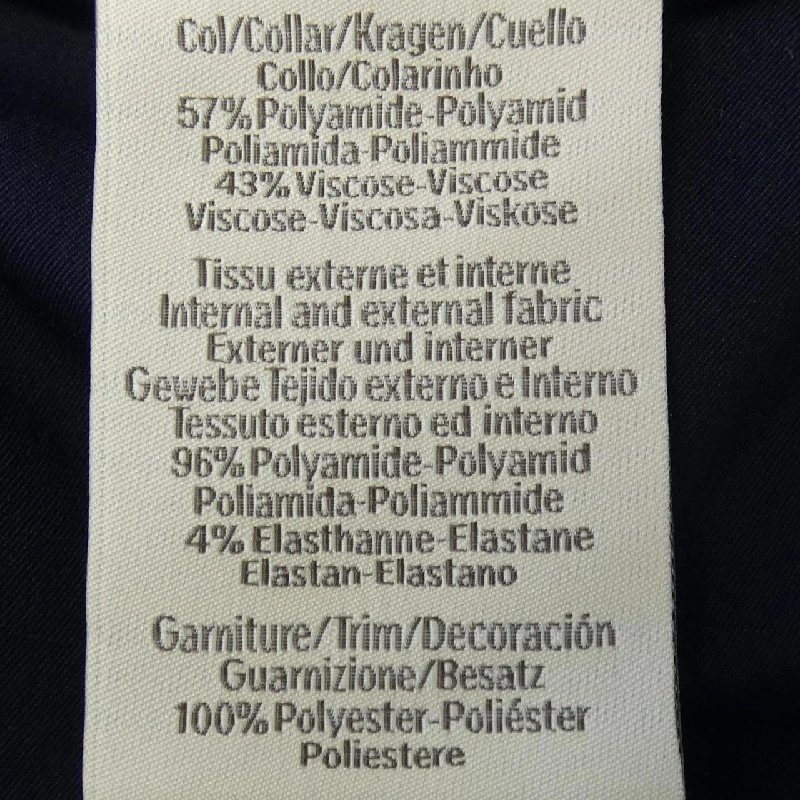 Col/Collar/Kragen/Cuello
Collo/Colarinho
57% Polyamide-Polyamid
Poliamida-Poliammide
43% Viscose-Viscose
Viscose-Viscosa-Viskose
Tissu externe et interne
Internal and external fabric
Externer und interner
Gewebe Tejido externo e Interno
Tessuto esterno ed interno
96% Polyamide-Polyamid
Poliamida-Poliammide
4% Elasthanne-Elastane
Elastan-Elastano
Garniture/Trim/Decoración
Guarnizione/Besatz
100% Polyester-Poliéster
Poliestere